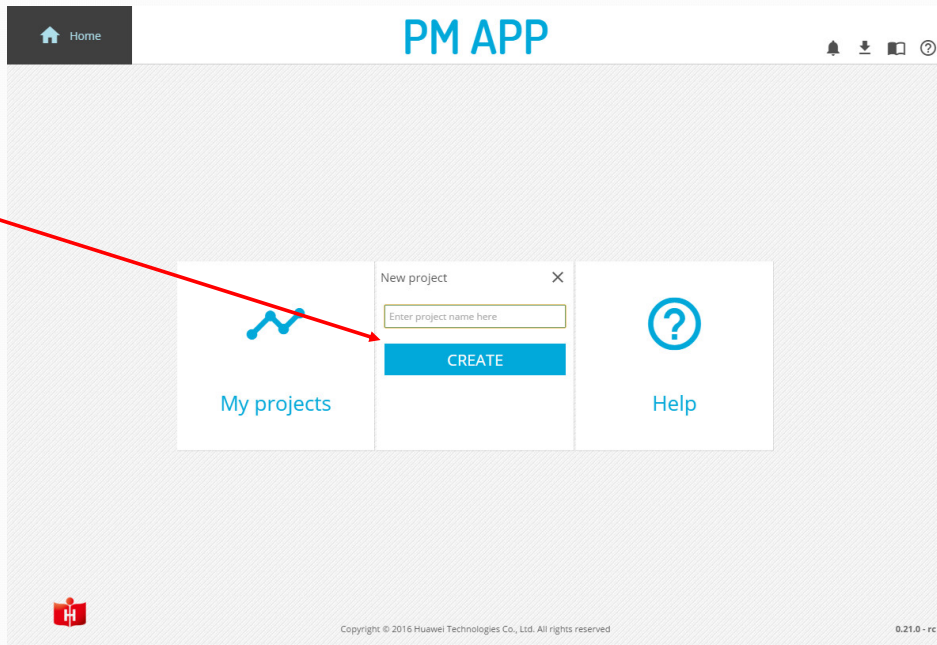 Home
PM APP
New project
Enter project name here
CREATE
My projects
Help
H
Copyright © 2016 Huawei Technologies Co., Ltd. All rights reserved
0.21.0 - rc